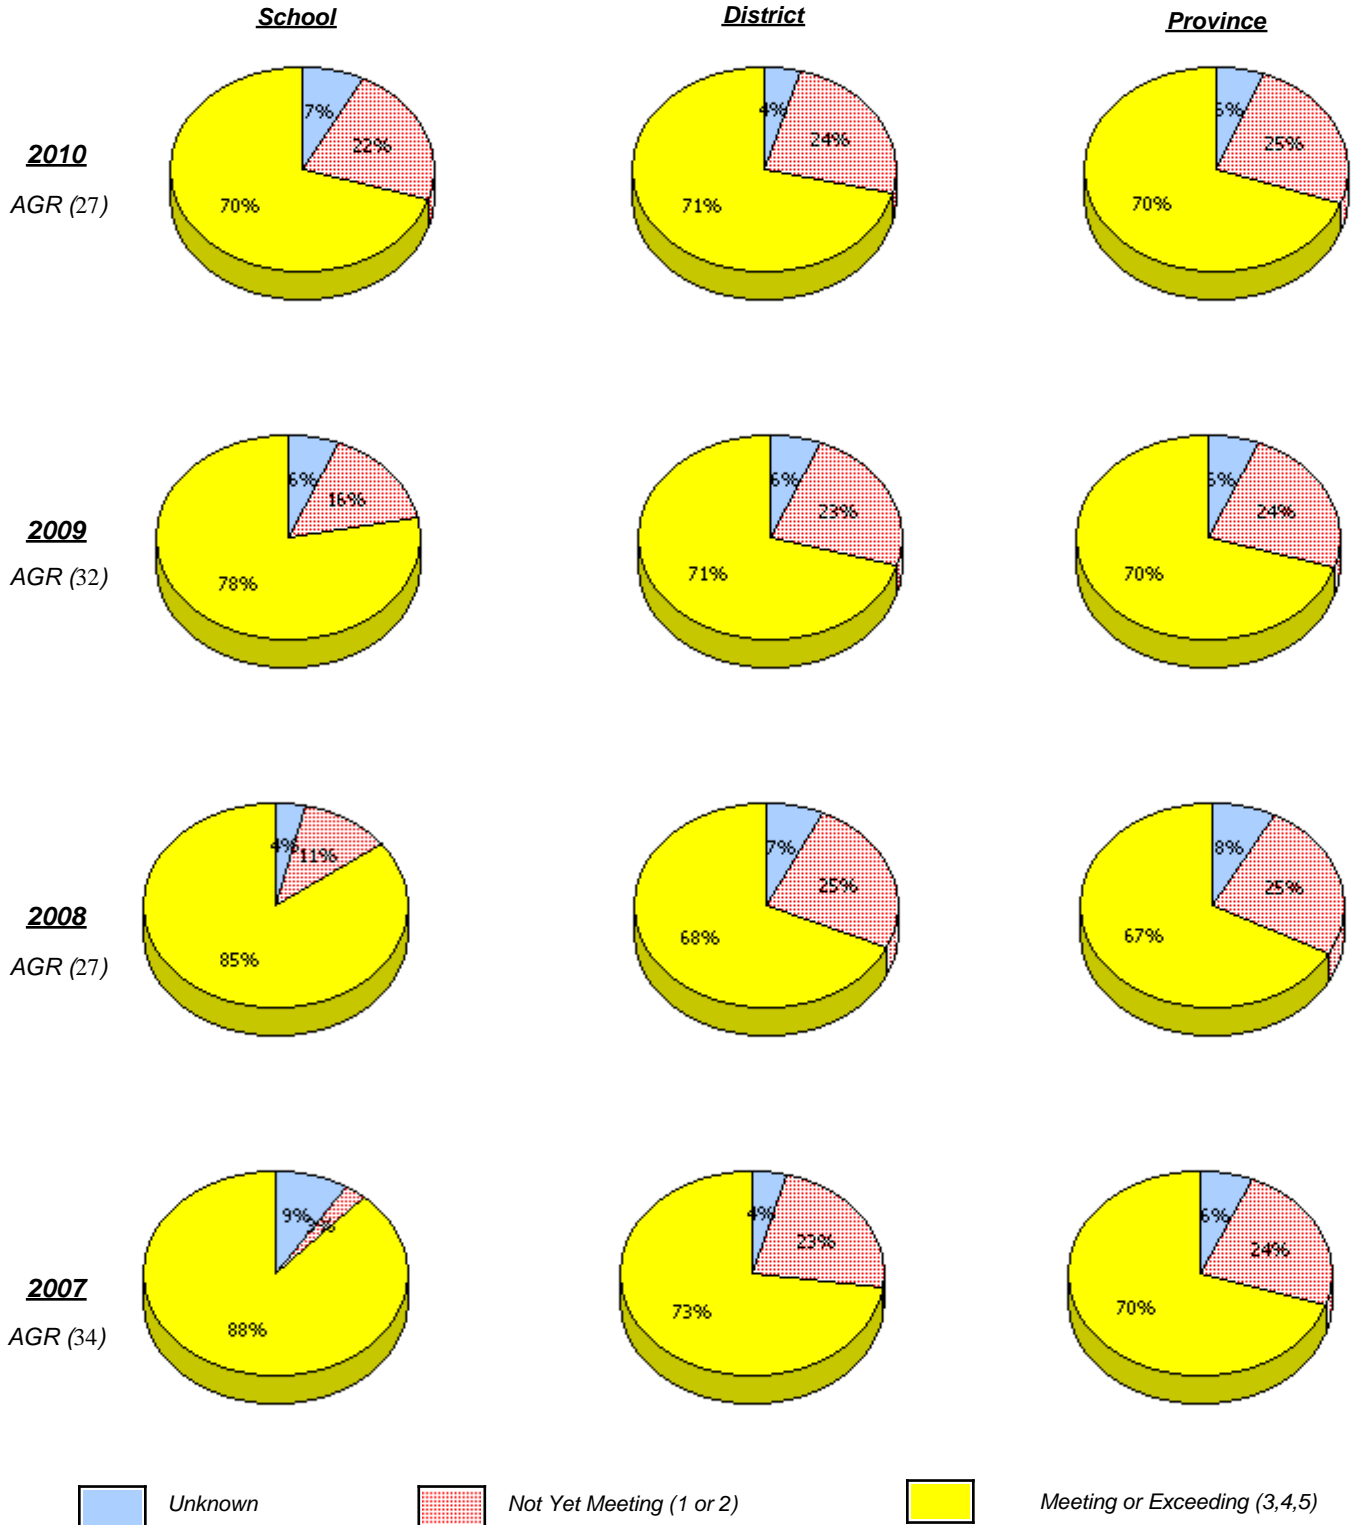 School District Province
7% 4%
22% 24% 25%
2010
AGR (27)
70% 71% 70%
6% 6%
16% 23% 24%
2009
AGR (32)
78% 71% 70%
4% 7% 8%
11% 25% 25%
2008
AGR (27)
85% 68% 67%
9% 4% 6%
23% 24%
2007
AGR (34)
88% 73% 70%
Unknown Not Yet Meeting (1 or 2) Meeting or Exceeding (3,4,5)